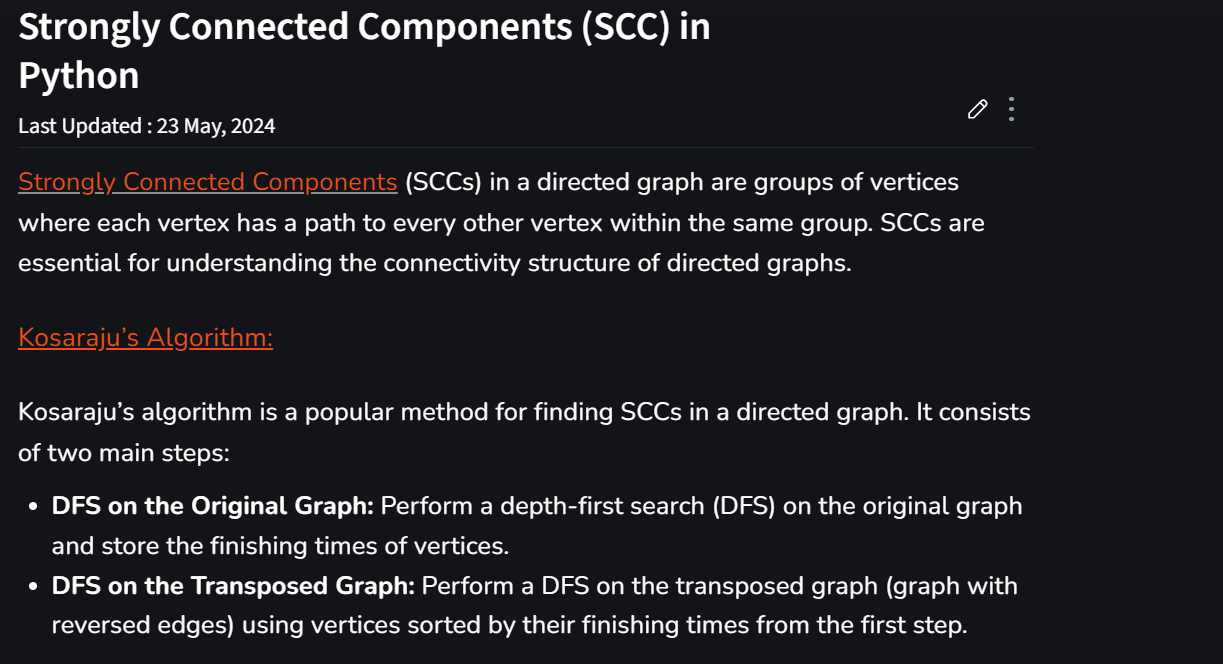 Strongly Connected Components (SCC) in
Python
Last Updated : 23 May, 2024
Strongly Connected Components (SCCs) in a directed graph are groups of vertices
where each vertex has a path to every other vertex within the same group. SCCs are
essential for understanding the connectivity structure of directed graphs.
Kosaraju’s Algorithm:
Kosaraju’s algorithm is a popular method for finding SCCs in a directed graph. It consists
of two main steps:
• DFS on the Original Graph: Perform a depth-first search (DFS) on the original graph
and store the finishing times of vertices.
• DFS on the Transposed Graph: Perform a DFS on the transposed graph (graph with
reversed edges) using vertices sorted by their finishing times from the first step.